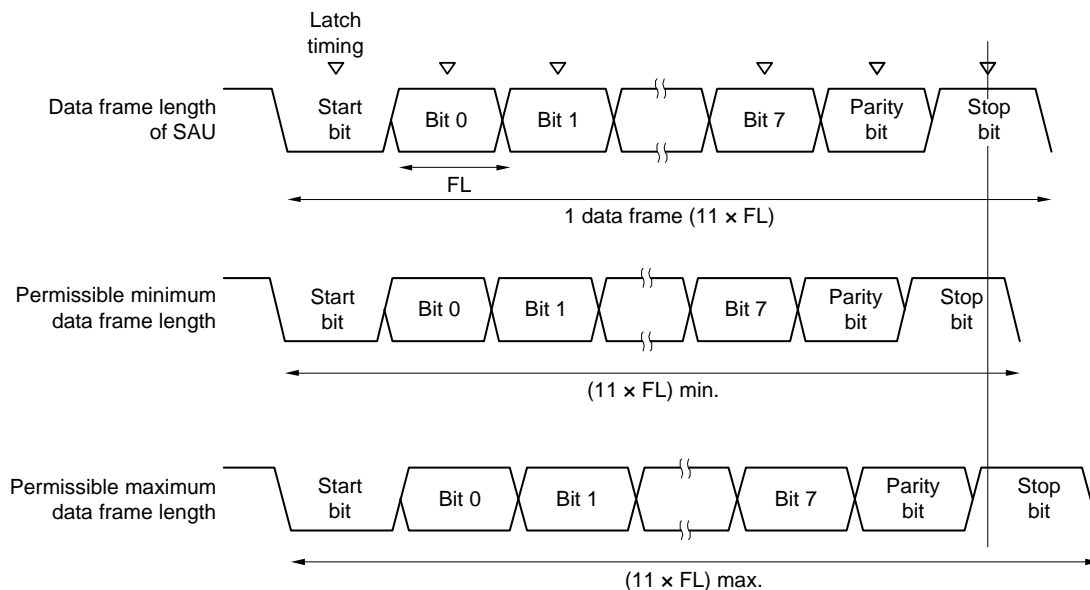 Latch
timing
Data frame length
of SAU
Start
bit
Bit 0
Bit 1
Bit 7
Parity
bit
Stop
bit
FL
1 data frame (11 × FL)
Permissible minimum
data frame length
Start
bit
Bit 0
Bit 1
Bit 7
Parity
bit
Stop
bit
(11 × FL) min.
Permissible maximum
data frame length
Start
bit
Bit 0
Bit 1
Bit 7
Parity
bit
Stop
bit
(11 × FL) max.